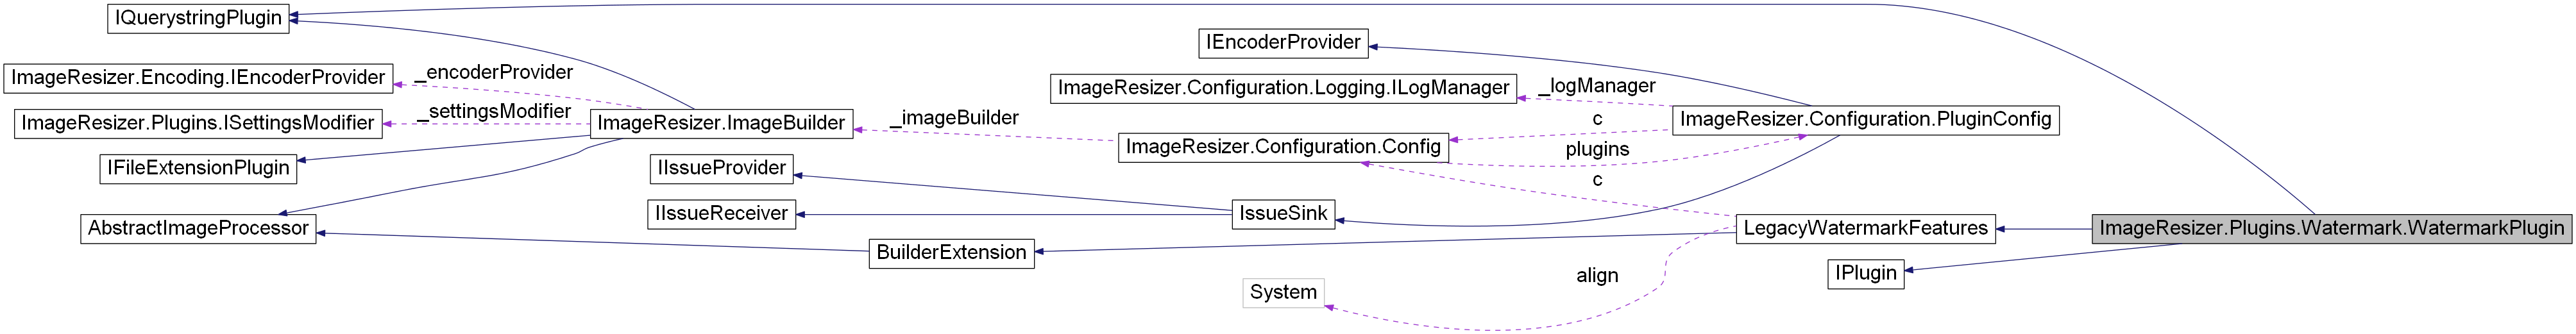 IQuerystringPlugin
IEncoderProvider
ImageResizer.Encoding.IEncoderProvider
_encoderProvider
ImageResizer.Configuration.Logging.ILogManager
_logManager
ImageResizer.Plugins.ISettingsModifier
_settingsModifier
ImageResizer.ImageBuilder
_imageBuilder
c
ImageResizer.Configuration.PluginConfig
ImageResizer.Configuration.Config
plugins
IFileExtensionPlugin
IIssueProvider
c
IIssueReceiver
IssueSink
AbstractImageProcessor
LegacyWatermarkFeatures
ImageResizer.Plugins.Watermark.WatermarkPlugin
BuilderExtension
align
IPlugin
System